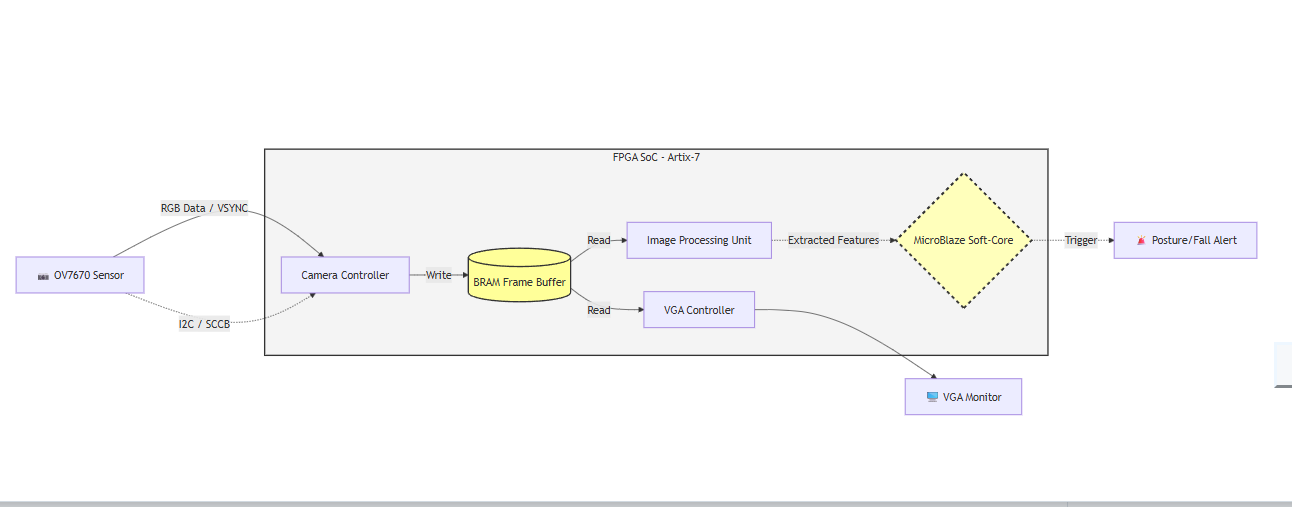 FPGA SoC - Artix-7
RGB Data / VSYNC
OV7670 Sensor
I2C / SCCB
Camera Controller
Write
BRAM Frame Buffer
Read
Image Processing Unit
Extracted Features
MicroBlaze Soft-Core
Trigger
Posture/Fall Alert
Read
VGA Controller
VGA Monitor